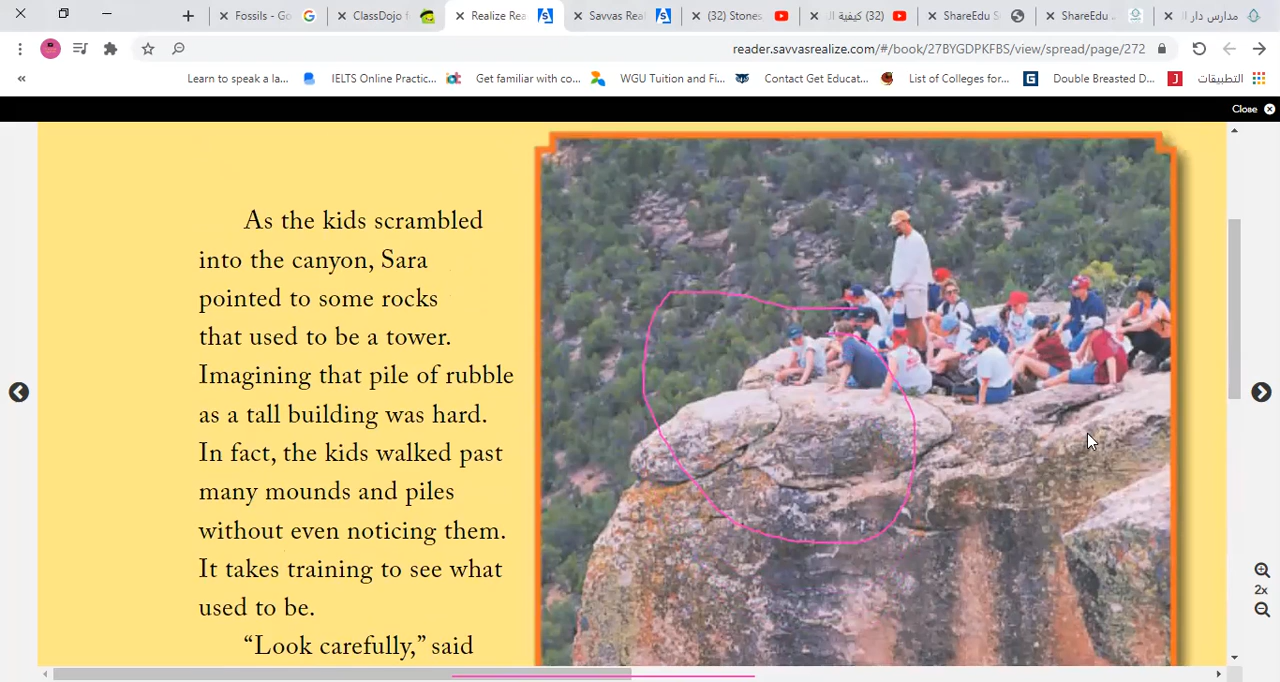 Fossils - Go
ClassDojo f
Realize Rea
Savvas Real
(32) Stones
(32) كيفية ال
ShareEdu S
ShareEdu
مدارس دار ال
reader.savvasrealize.com/#/book/27BYGDPKFBS/view/spread/page/272
Learn to speak a la...
IELTS Online Practic...
Get familiar with co...
WGU Tuition and Fi...
Contact Get Educat...
List of Colleges for...
Double Breasted D...
التطبيقات
Close
As the kids scrambled
into the canyon, Sara
pointed to some rocks
that used to be a tower.
Imagining that pile of rubble
as a tall building was hard.
In fact, the kids walked past
many mounds and piles
without even noticing them.
It takes training to see what
used to be.
“Look carefully,” said
2x